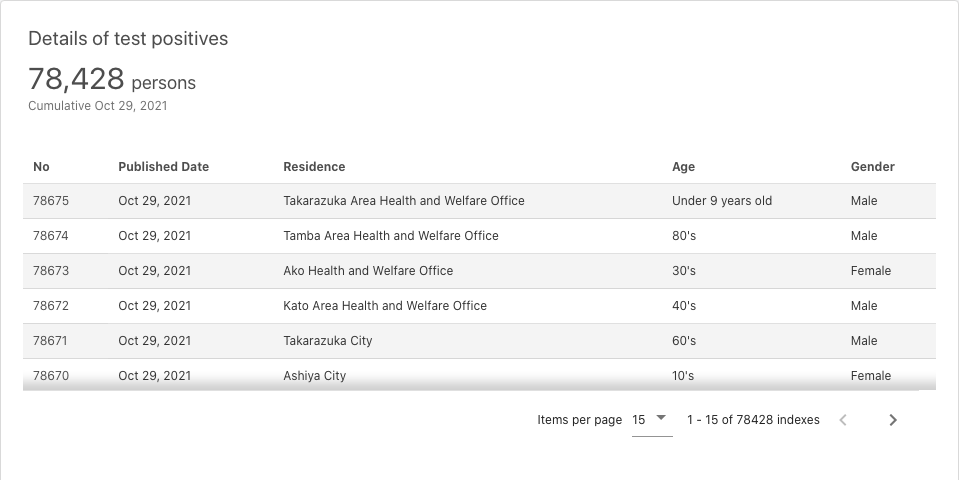 Details of test positives
78,428 persons
Cumulative Oct 29, 2021
No Published Date Residence Age Gender
78675 Oct 29, 2021 Takarazuka Area Health and Welfare Office Under 9 years old Male
78674 Oct 29, 2021 Tamba Area Health and Welfare Office 80's Male
78673 Oct 29, 2021 Ako Health and Welfare Office 30's Female
78672 Oct 29, 2021 Kato Area Health and Welfare Office 40's Male
78671 Oct 29, 2021 Takarazuka City 60's Male
78670 Oct 29, 2021 Ashiya City 10's Female
Items per page 15 1 - 15 of 78428 indexes